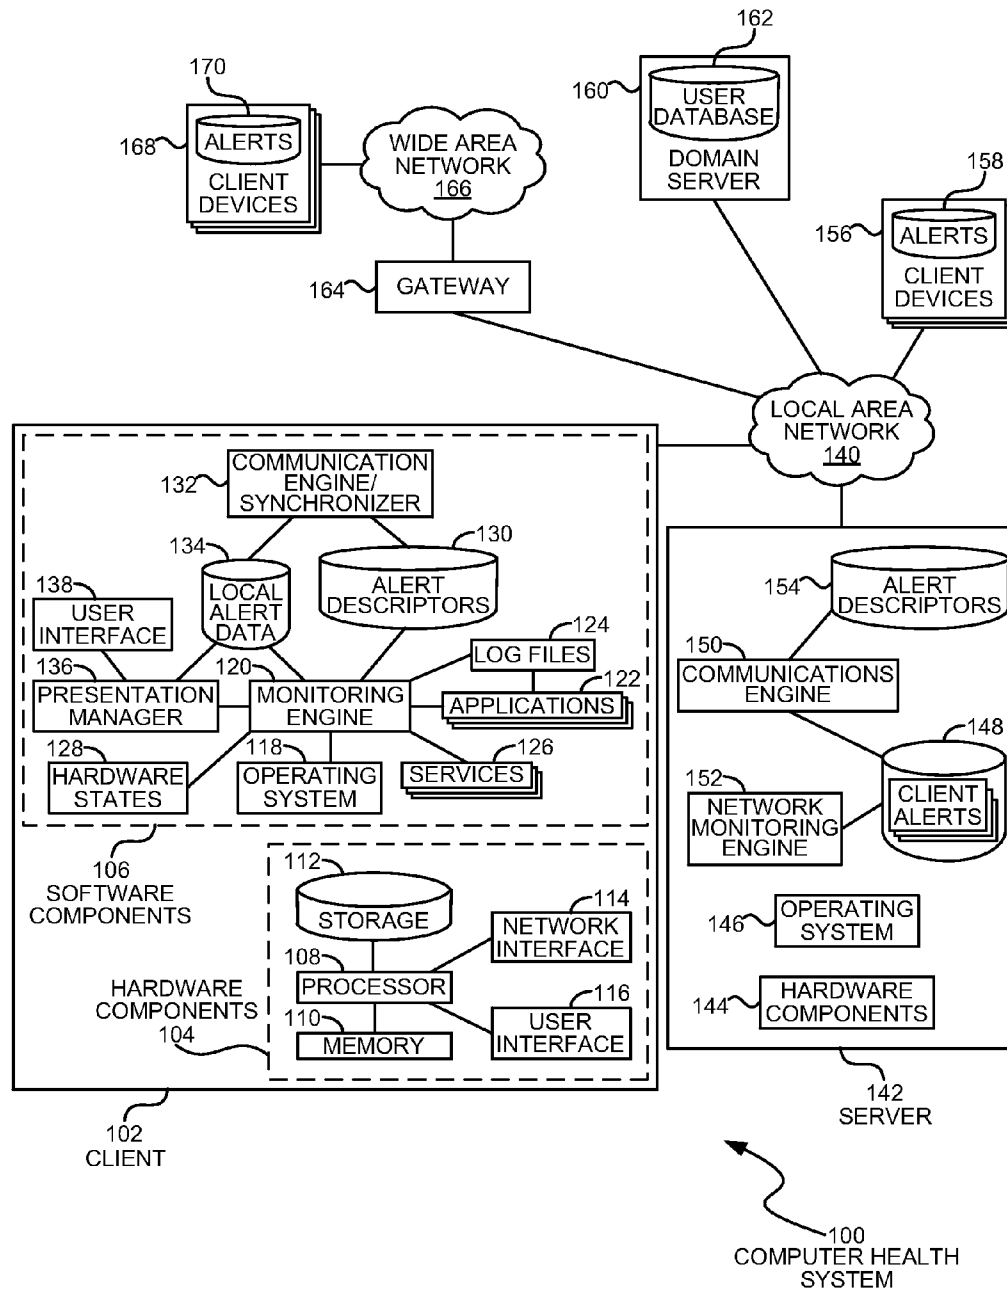 162
170
160
USER
DATABASE
DOMAIN
SERVER
168
ALERTS
CLIENT
DEVICES
WIDE AREA
NETWORK
166
158
156
ALERTS
CLIENT
DEVICES
164
GATEWAY
LOCAL AREA
NETWORK
140
132
COMMUNICATION
ENGINE/
SYNCHRONIZER
134
LOCAL
ALERT
DATA
130
ALERT
DESCRIPTORS
138
USER
INTERFACE
124
LOG FILES
136
PRESENTATION
MANAGER
120
MONITORING
ENGINE
122
APPLICATIONS
128
HARDWARE
STATES
118
OPERATING
SYSTEM
126
SERVICES
106
SOFTWARE
COMPONENTS
112
STORAGE
114
NETWORK
INTERFACE
108
PROCESSOR
HARDWARE
COMPONENTS
104
110
MEMORY
116
USER
INTERFACE
102
CLIENT
154
ALERT
DESCRIPTORS
150
COMMUNICATIONS
ENGINE
148
CLIENT
ALERTS
152
NETWORK
MONITORING
ENGINE
146
OPERATING
SYSTEM
144
HARDWARE
COMPONENTS
142
SERVER
100
COMPUTER HEALTH
SYSTEM